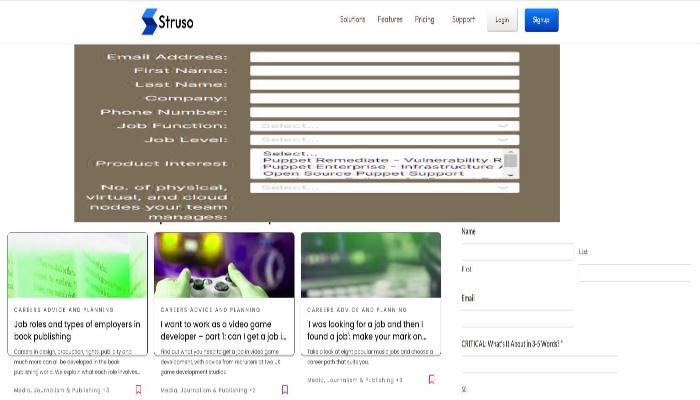 Struso
Solutions Features Pricing Support Login Signup
Email Address:
First Name:
Last Name:
Company:
Phone Number:
Job Function: Select...
Job Level: Select...
Select...
Puppet Remediate - Vulnerability R
Product Interest
Puppet Enterprise - Infrastructure
Open Source Puppet Support
No. of physical, Select...
virtual, and cloud
nodes your team
manages:
CAREERS ADVICE AND PLANNING
Job roles and types of employers in
book publishing
Careers in design, production, rights, publicity and
much more can all be developed in the book
publishing world. We explain what each role involves...
Media, Journalism & Publishing +3
CAREERS ADVICE AND PLANNING
I want to work as a video game
developer – part 1: can I get a job i...
Find out what you need to get a job in video game
development, with advice from recruiters at two UK
game development studios.
Media, Journalism & Publishing +2
CAREERS ADVICE AND PLANNING
'I was looking for a job and then I
found a job': make your mark on...
Take a look at eight popular music jobs and choose a
career path that suits you.
Media, Journalism & Publishing +3
Name
First
Last
Email
CRITICAL: What's It About in 3-5 Words? *
50